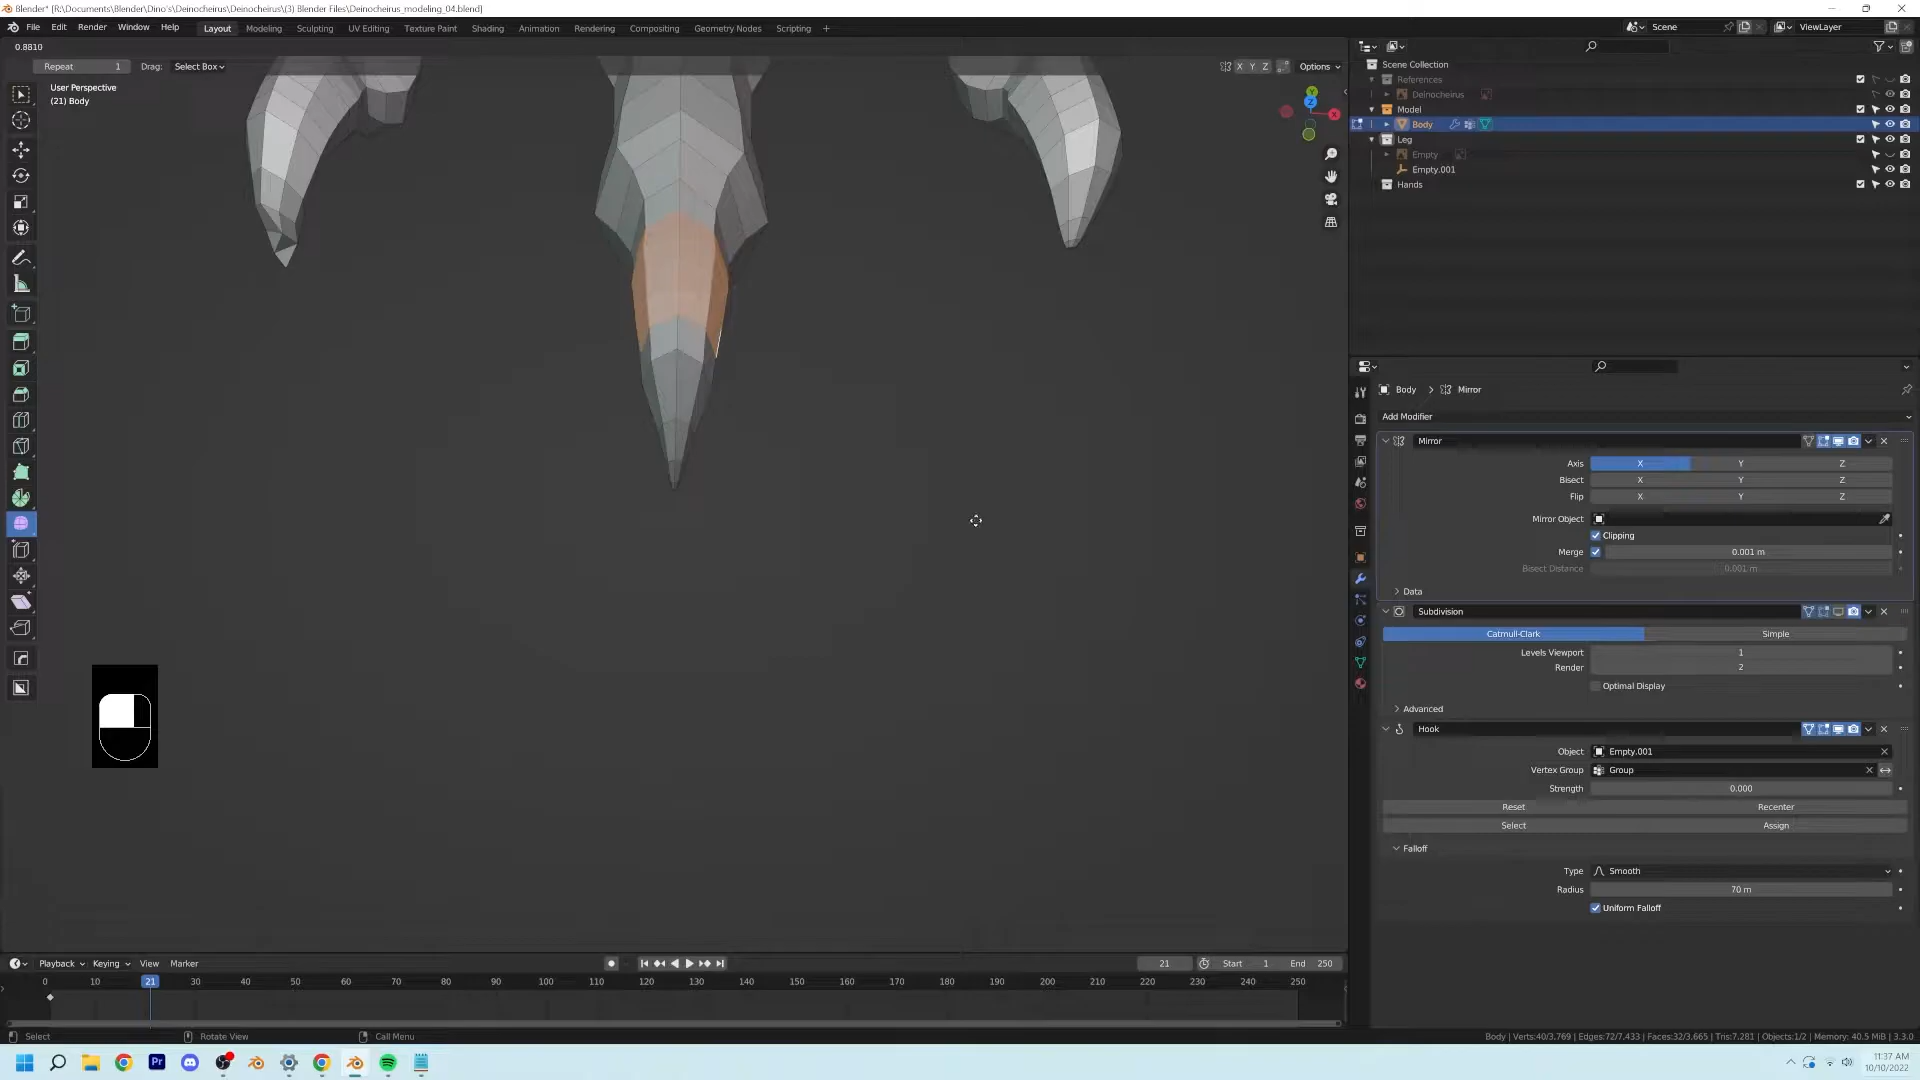 Blender* [R:\Documents\Blender\Dino's\Deinocheirus\Deinocheirus\(3) Blender Files\Deinocheirus_modeling_04.blend]
File Edit Render Window Help Layout Modeling Sculpting UV Editing Texture Paint Shading Animation Rendering Compositing Geometry Nodes Scripting + Scene ViewLayer
0.8810
Repeat 1 Drag: Select Box X Y Z Options
User Perspective
(21) Body
Y
Z
X
Scene Collection
References
Deinocheirus
Model
Body
Leg
Empty
Empty.001
Hands
Body > Mirror
Add Modifier
Mirror
Axis X Y Z
Bisect X Y Z
Flip X Y Z
Mirror Object
Clipping
Merge 0.001 m
Bisect Distance 0.001 m
Data
Subdivision
Catmull-Clark Simple
Levels Viewport 1
Render 2
Optimal Display
Advanced
Hook
Object Empty.001
Vertex Group Group
Strength 0.000
Reset Recenter
Select Assign
Falloff
Type Smooth
Radius 70 m
Uniform Falloff
Playback Keying View Marker 21 Start 1 End 250
0 10 21 30 40 50 60 70 80 90 100 110 120 130 140 150 160 170 180 190 200 210 220 230 240 250
Select Rotate View Call Menu Body | Verts:40/3,769 | Edges:72/7,433 | Faces:32/3,665 | Tris:7,281 | Objects:1/2 | Memory: 40.5 MiB | 3.3.0
Pr
11:37 AM
10/10/2022